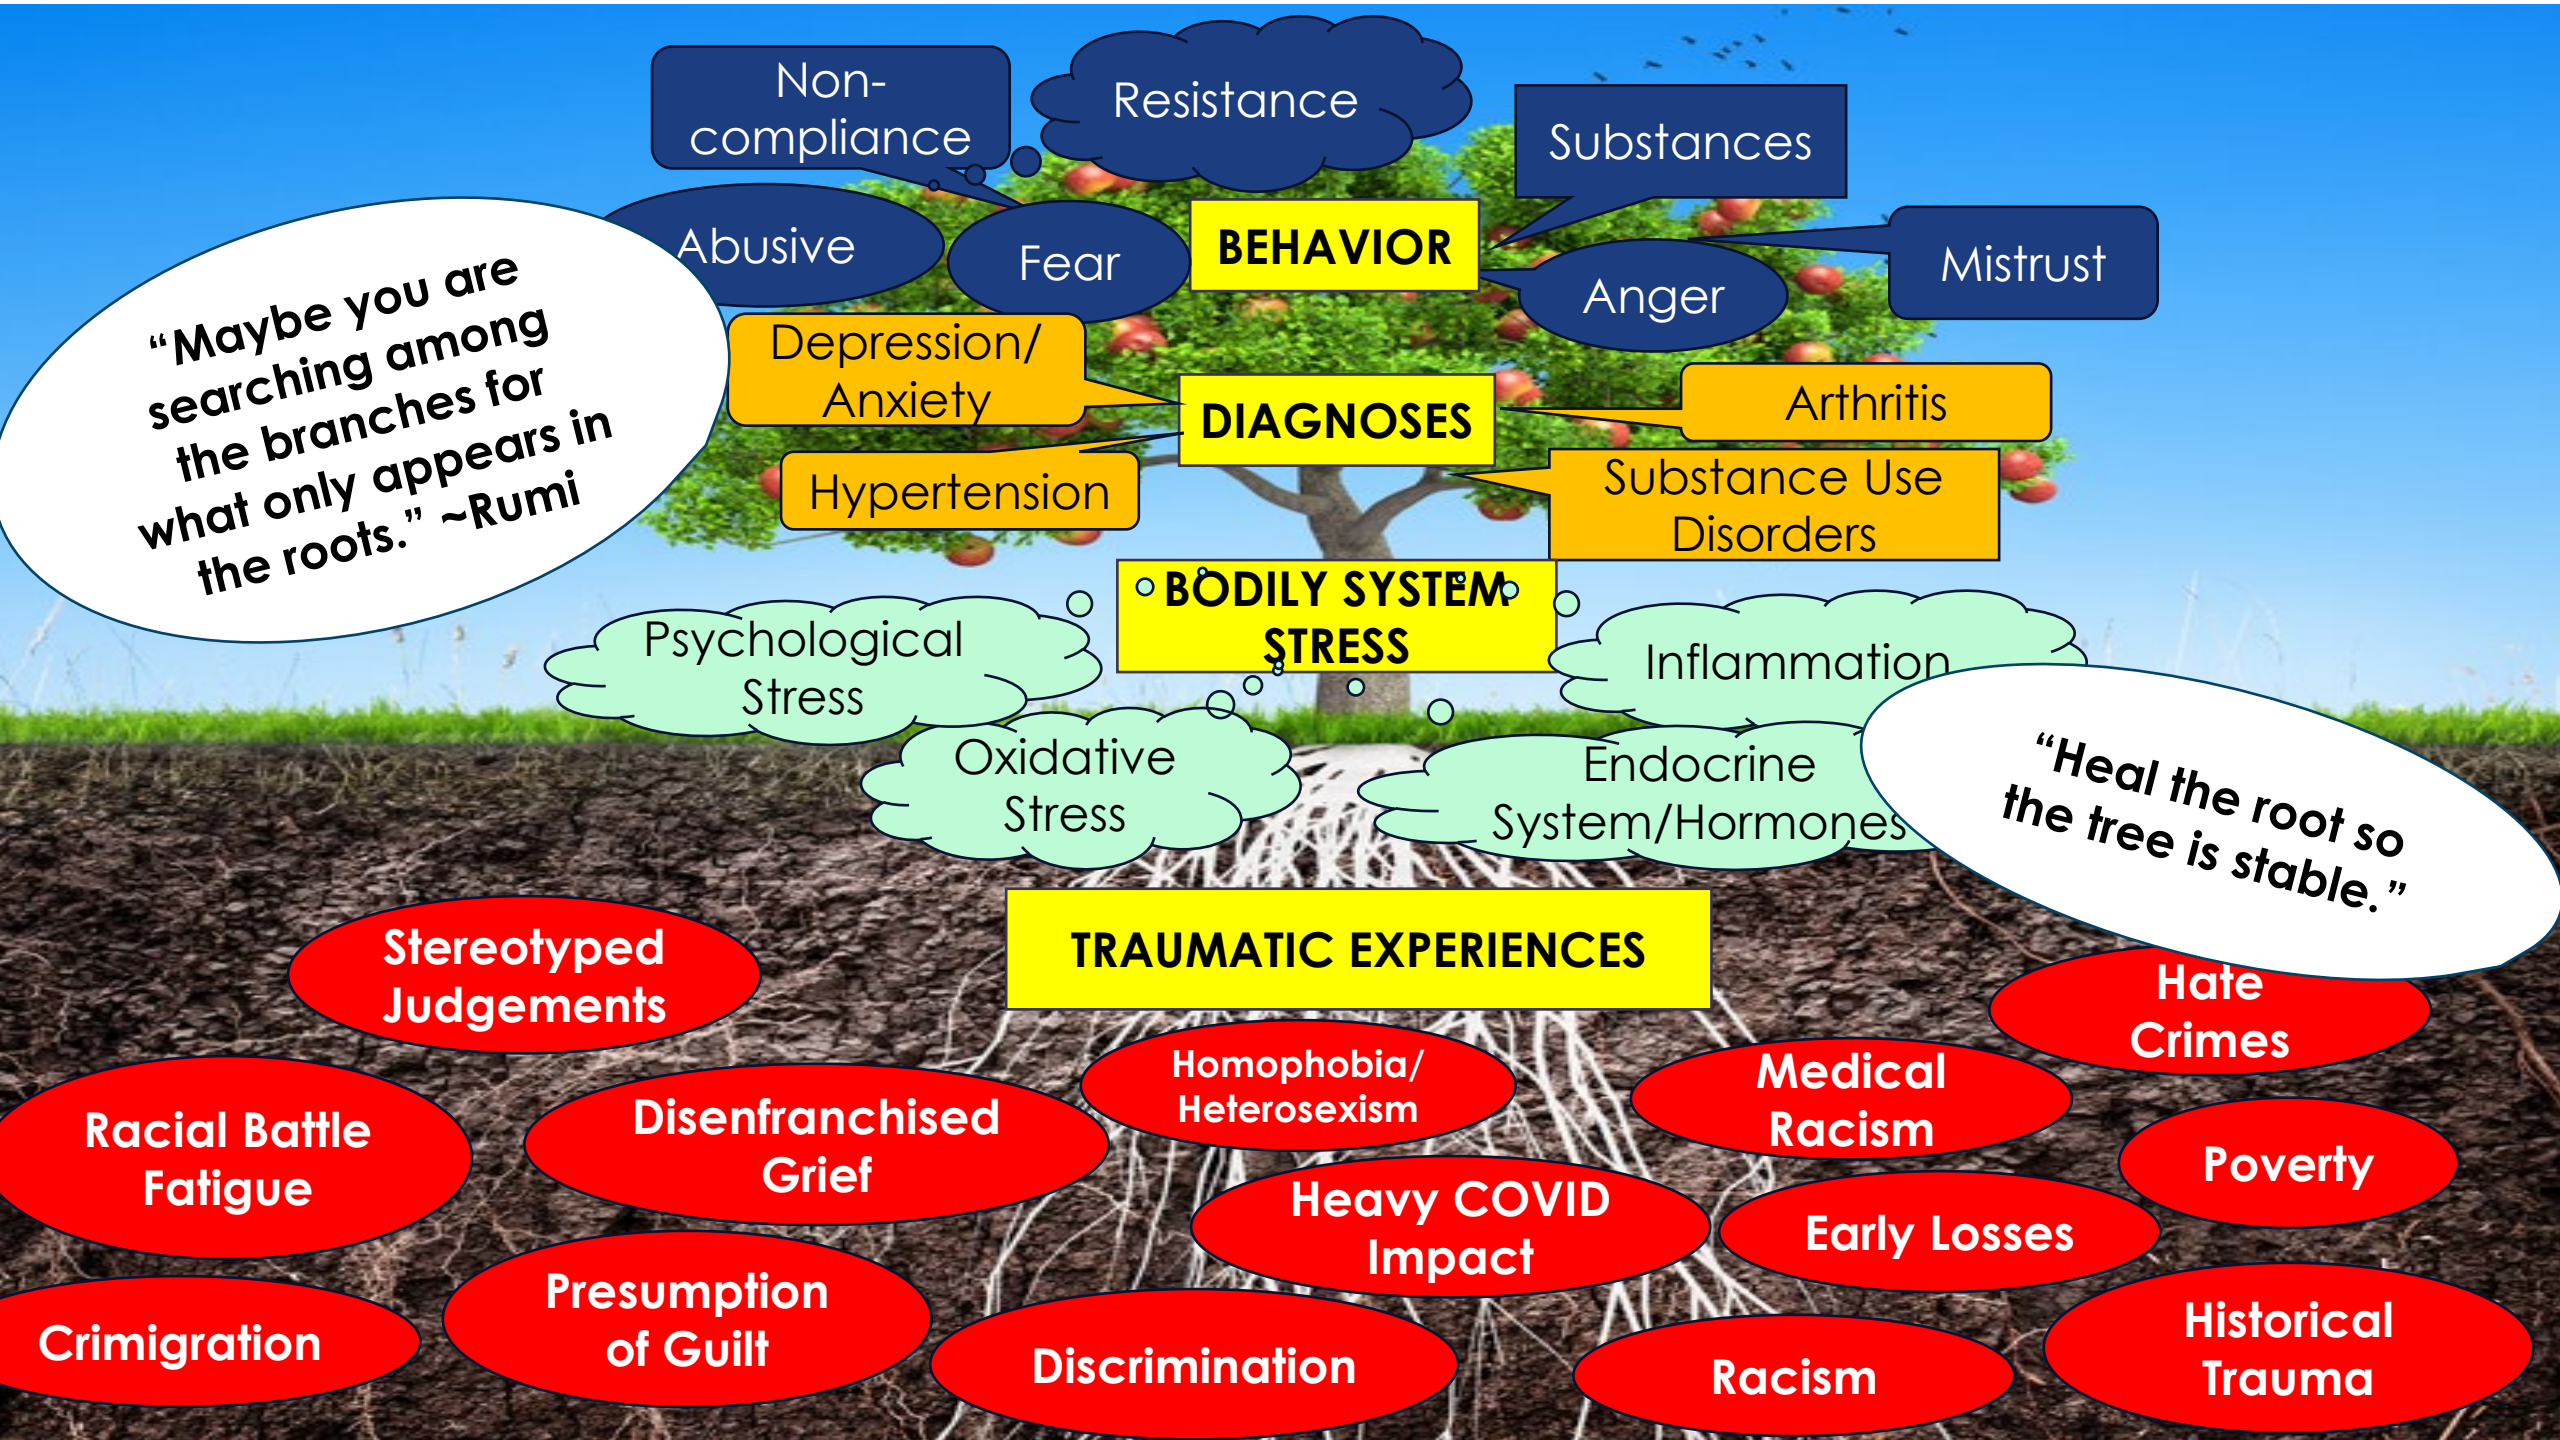 Non-
compliance
Resistance
Substances
Abusive
Fear
BEHAVIOR
Anger
Mistrust
“Maybe you are
searching among
the branches for
what only appears in
the roots.” ~Rumi
Depression/
Anxiety
DIAGNOSES
Arthritis
Hypertension
Substance Use
Disorders
BODILY SYSTEM
STRESS
Psychological
Stress
Inflammation
Oxidative
Stress
Endocrine
System/Hormones
“Heal the root so
the tree is stable.”
TRAUMATIC EXPERIENCES
Stereotyped
Judgements
Hate
Crimes
Racial Battle
Fatigue
Disenfranchised
Grief
Homophobia/
Heterosexism
Medical
Racism
Poverty
Heavy COVID
Impact
Early Losses
Crimigration
Presumption
of Guilt
Discrimination
Racism
Historical
Trauma